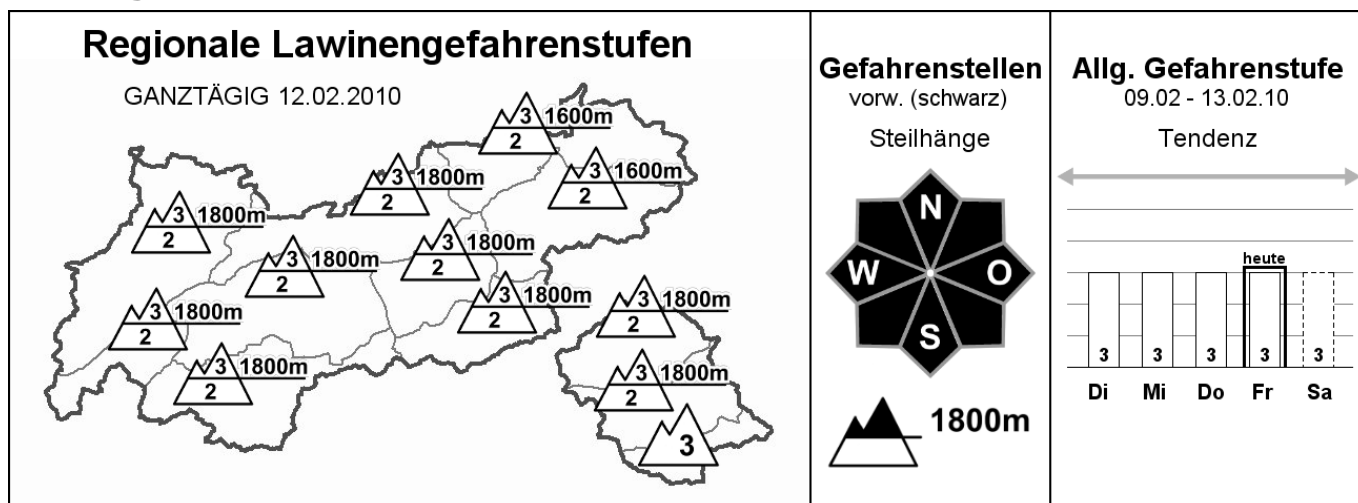 Regionale Lawinengefahrenstufen
GANZTÄGIG 12.02.2010
3 1600m
2
3 1600m
2
3 1800m
2
3 1800m
2
3 1800m
2
3 1800m
2
3 1800m
2
3 1800m
2
3 1800m
2
3 1800m
2
3 1800m
2
3
Gefahrenstellen
vorw. (schwarz)
Steilhänge
N
W O
S
1800m
Allg. Gefahrenstufe
09.02 - 13.02.10
Tendenz
heute
3 3 3 3 3
Di Mi Do Fr Sa